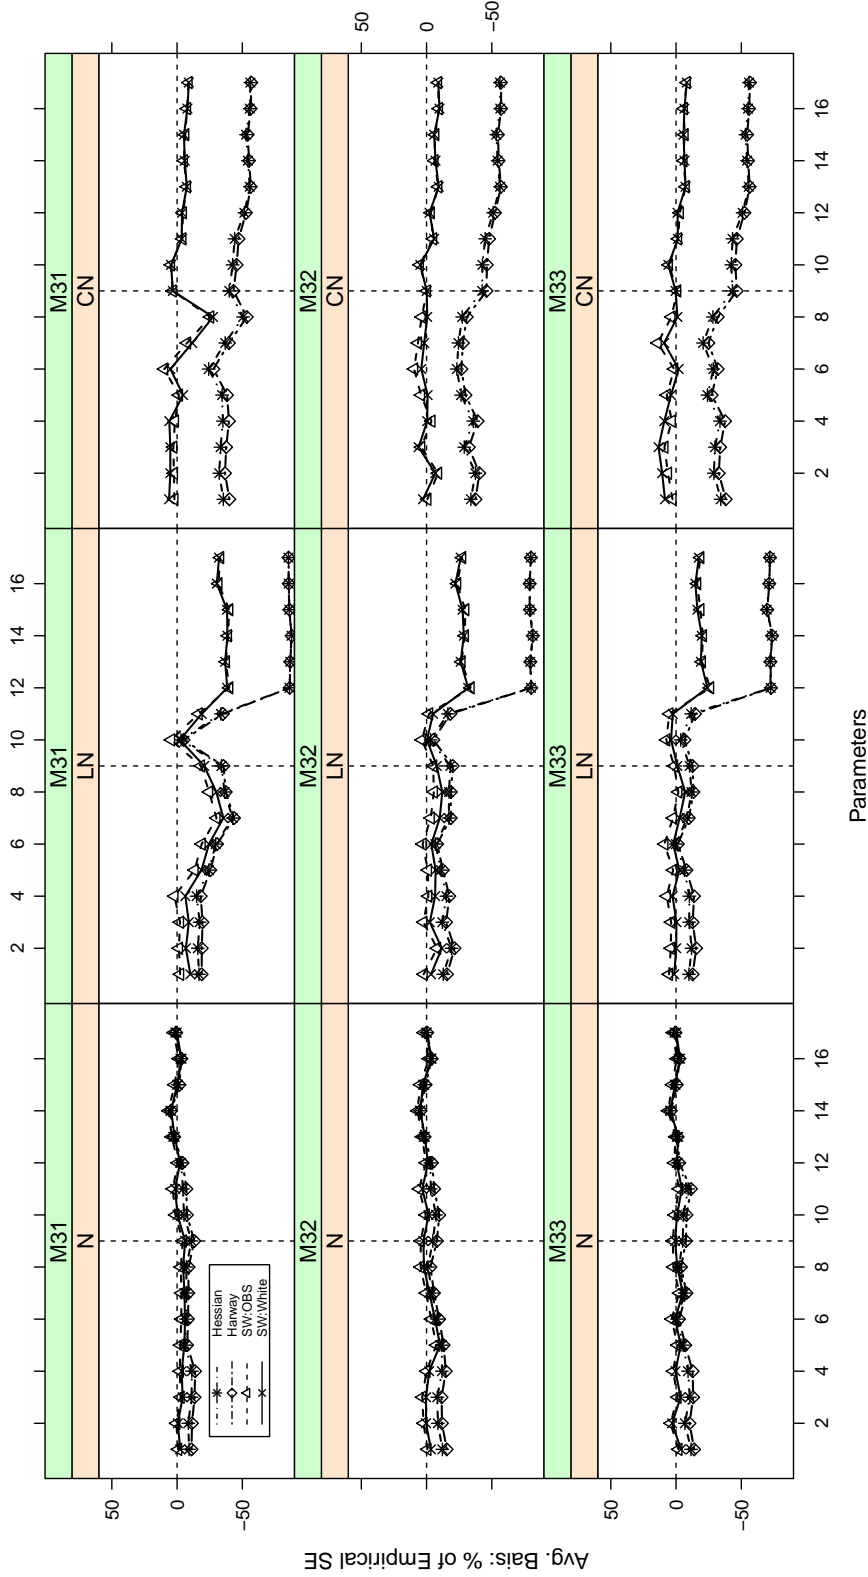 2 4 6 8 10 12 14 16
M31 M31 M31
N LN CN
50
0
−50
Hessian
Harway
SW:OBS
SW:White
M32 M32 M32
N LN CN
50 50
0 0
−50 −50
M33 M33 M33
N LN CN
50
0
−50
2 4 6 8 10 12 14 16 2 4 6 8 10 12 14 16
Avg. Bais: % of Empirical SE
Parameters